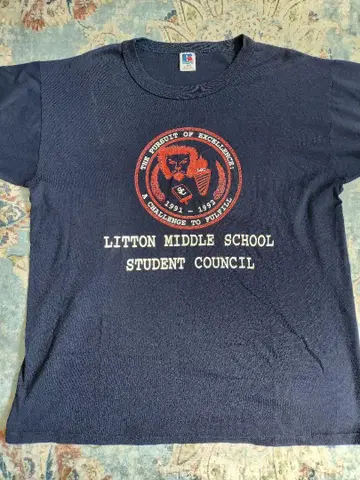 THE PURSUIT OF EXCELLENCE:
1991 - 1992
A CHALLENGE TO FULFILL
LITTON MIDDLE SCHOOL
STUDENT COUNCIL